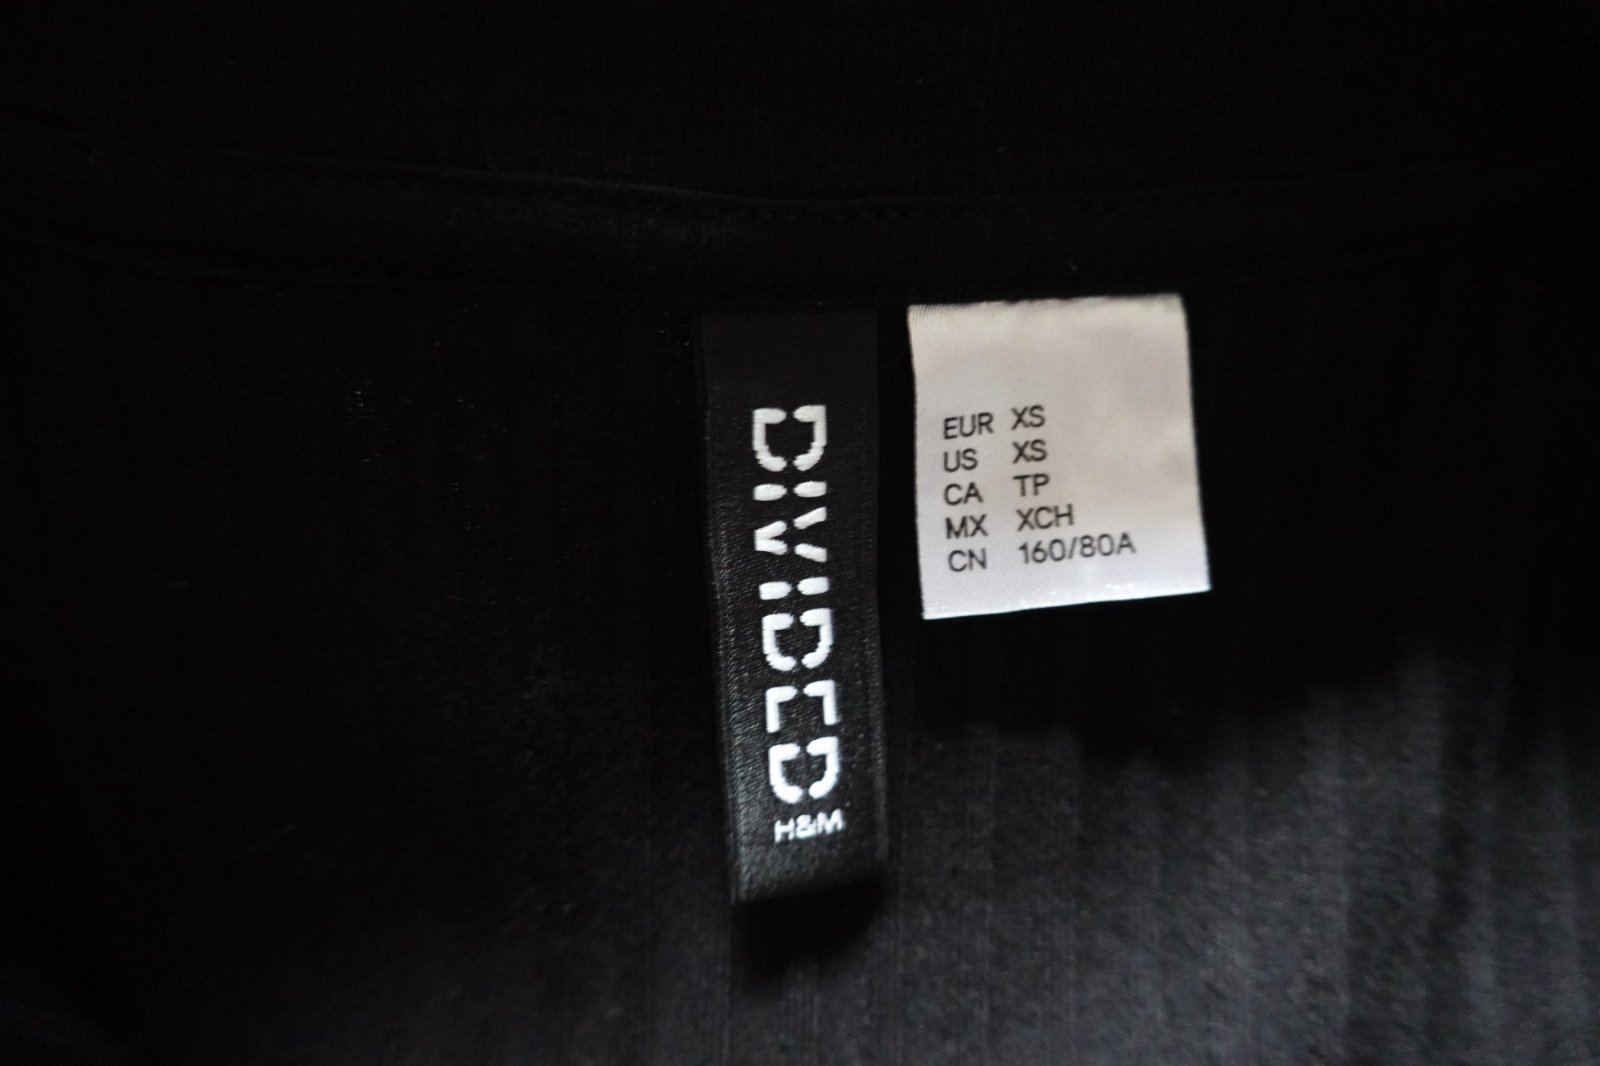 DIVIDED
H&M
EUR XS
US XS
CA TP
MX XCH
CN 160/80A